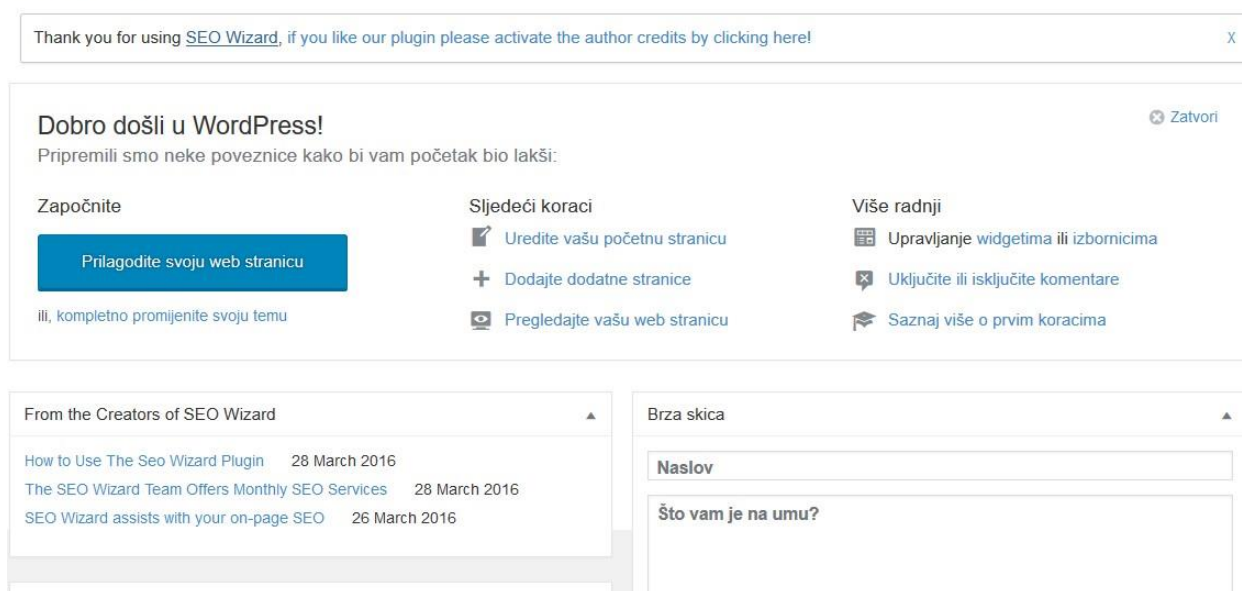 Thank you for using SEO Wizard, if you like our plugin please activate the author credits by clicking here!
X
Dobro došli u WordPress!
Zatvori
Pripremili smo neke poveznice kako bi vam početak bio lakši:
Započnite
Prilagodite svoju web stranicu
ili, kompletno promijenite svoju temu
Sljedeći koraci
Uredite vašu početnu stranicu
Dodajte dodatne stranice
Pregledajte vašu web stranicu
Više radnji
Upravljanje widgetima ili izbornicima
Uključite ili isključite komentare
Saznaj više o prvim koracima
From the Creators of SEO Wizard
How to Use The Seo Wizard Plugin 28 March 2016
The SEO Wizard Team Offers Monthly SEO Services 28 March 2016
SEO Wizard assists with your on-page SEO 26 March 2016
Brza skica
Naslov
Što vam je na umu?